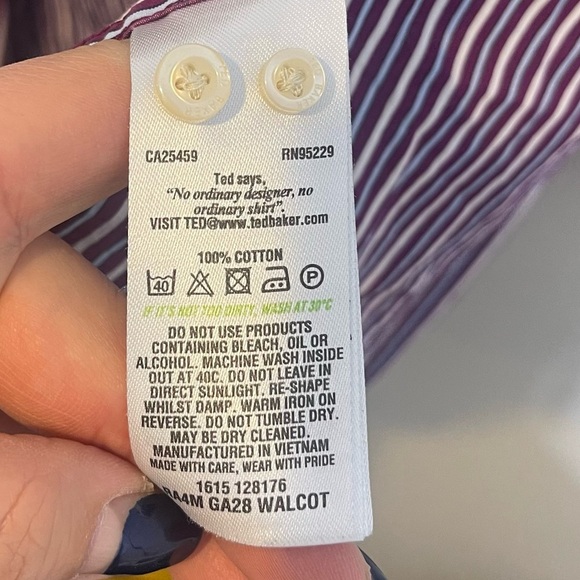 CA25459 RN95229
Ted says,
“No ordinary designer, no
ordinary shirt”.
VISIT TED@www.tedbaker.com
100% COTTON
40 P
IF IT'S NOT TOO DIRTY, WASH AT 30°C
DO NOT USE PRODUCTS
CONTAINING BLEACH, OIL OR
ALCOHOL. MACHINE WASH INSIDE
OUT AT 40C. DO NOT LEAVE IN
DIRECT SUNLIGHT. RE-SHAPE
WHILST DAMP. WARM IRON ON
REVERSE. DO NOT TUMBLE DRY.
MAY BE DRY CLEANED.
MANUFACTURED IN VIETNAM
MADE WITH CARE, WEAR WITH PRIDE
1615 128176
GA28 WALCOT